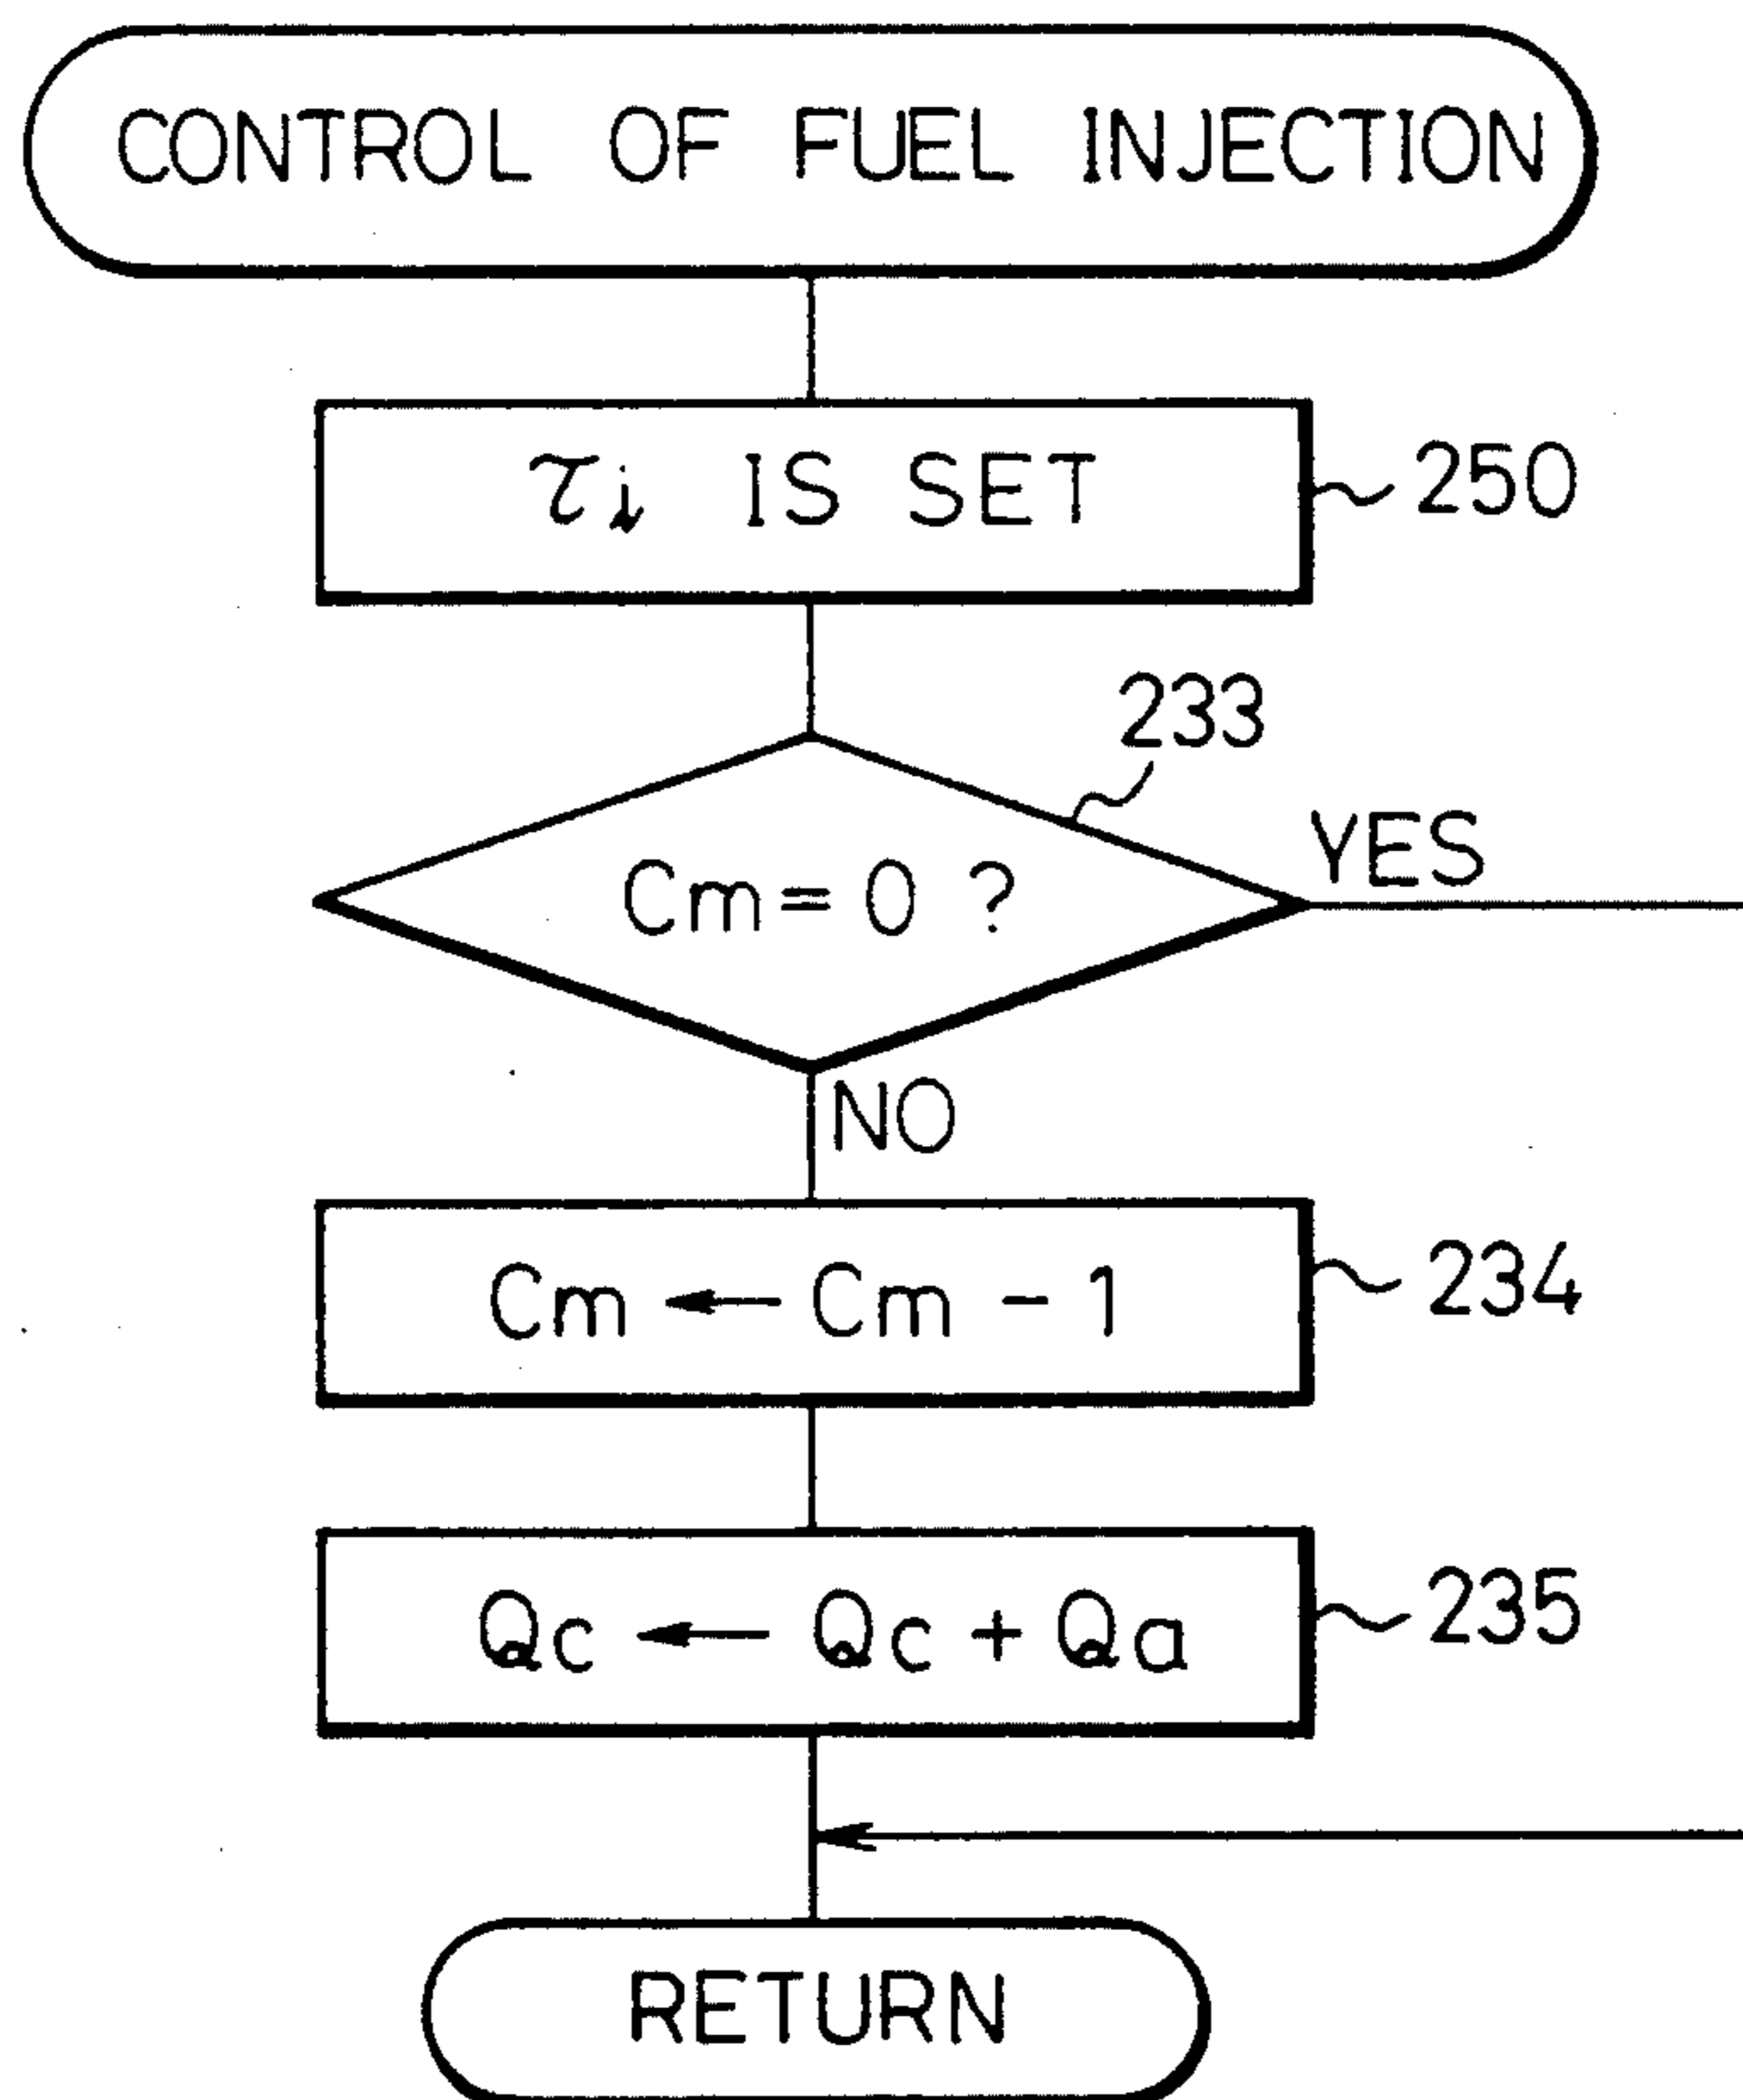 CONTROL OF FUEL INJECTION
τi IS SET
250
233
Cm=0 ?
YES
NO
Cm ← Cm - 1
234
Qc ← Qc + Qa
235
RETURN